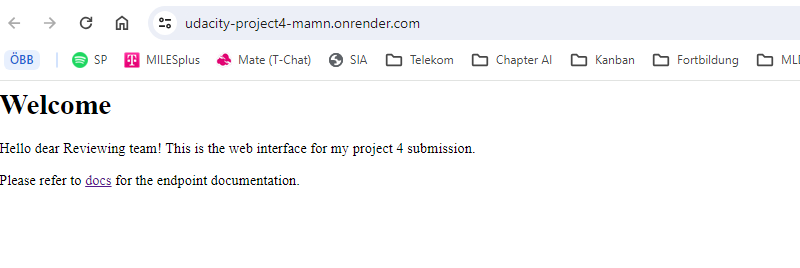 udacity-project4-mamn.onrender.com
ÖBB SP MILESplus Mate (T-Chat) SIA Telekom Chapter AI Kanban Fortbildung
Welcome
Hello dear Reviewing team! This is the web interface for my project 4 submission.
Please refer to docs for the endpoint documentation.